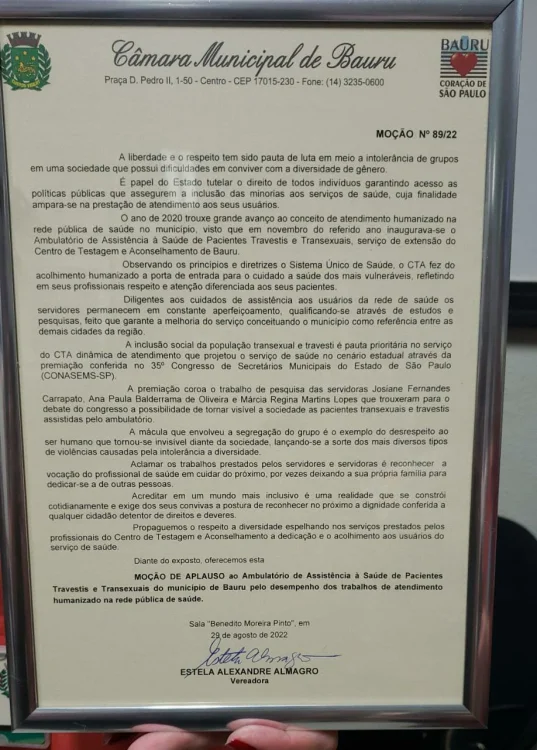 Câmara Municipal de Bauru
Praça D. Pedro II, 1-50 - Centro - CEP 17015-230 - Fone: (14) 3235-0600
BAURU
CORAÇÃO DE
SÃO PAULO
MOÇÃO Nº 89/22
A liberdade e o respeito tem sido pauta de luta em meio a intolerância de grupos
em uma sociedade que possui dificuldades em conviver com a diversidade de gênero.
É papel do Estado tutelar o direito de todos indivíduos garantindo acesso as
políticas públicas que assegurem a inclusão das minorias aos serviços de saúde, cuja finalidade
ampara-se na prestação de atendimento aos seus usuários.
O ano de 2020 trouxe grande avanço ao conceito de atendimento humanizado na
rede pública de saúde no município, visto que em novembro do referido ano inaugurava-se o
Ambulatório de Assistência à Saúde de Pacientes Travestis e Transexuais, serviço de extensão do
Centro de Testagem e Aconselhamento de Bauru.
Observando os princípios e diretrizes o Sistema Único de Saúde, o CTA fez do
acolhimento humanizado a porta de entrada para o cuidado a saúde dos mais vulneráveis, refletindo
em seus profissionais respeito e atenção diferenciada aos seus pacientes.
Diligentes aos cuidados de assistência aos usuários da rede de saúde os
servidores permanecem em constante aperfeiçoamento, qualificando-se através de estudos e
pesquisas, feito que garante a melhoria do serviço conceituando o município como referência entre as
demais cidades da região.
A inclusão social da população transexual e travesti é pauta prioritária no serviço
do CTA dinâmica de atendimento que projetou o serviço de saúde no cenário estadual através da
premiação conferida no 35º Congresso de Secretários Municipais do Estado de São Paulo
(CONASEMS-SP).
A premiação coroa o trabalho de pesquisa das servidoras Josiane Fernandes
Carrapato, Ana Paula Balderrama de Oliveira e Márcia Regina Martins Lopes que trouxeram para o
debate do congresso a possibilidade de tornar visível a sociedade as pacientes transexuais e travestis
assistidas pelo ambulatório.
A mácula que envolveu a segregação do grupo é o exemplo do desrespeito ao
ser humano que tornou-se invisível diante da sociedade, lançando-se a sorte dos mais diversos tipos
de violências causadas pela intolerância a diversidade.
Aclamar os trabalhos prestados pelos servidores e servidoras é reconhecer a
vocação do profissional de saúde em cuidar do próximo, por vezes deixando a sua própria família para
dedicar-se a de outras pessoas.
Acreditar em um mundo mais inclusivo é uma realidade que se constrói
cotidianamente e exige dos seus convivas a postura de reconhecer no próximo a dignidade conferida a
qualquer cidadão detentor de direitos e deveres.
Propaguemos o respeito a diversidade espelhando nos serviços prestados pelos
profissionais do Centro de Testagem e Aconselhamento a dedicação e o acolhimento aos usuários do
serviço de saúde.
Diante do exposto, oferecemos esta
MOÇÃO DE APLAUSO ao Ambulatório de Assistência à Saúde de Pacientes
Travestis e Transexuais do município de Bauru pelo desempenho dos trabalhos de atendimento
humanizado na rede pública de saúde.
Sala "Benedito Moreira Pinto", em
29 de agosto de 2022
Estela Almagro
ESTELA ALEXANDRE ALMAGRO
Vereadora